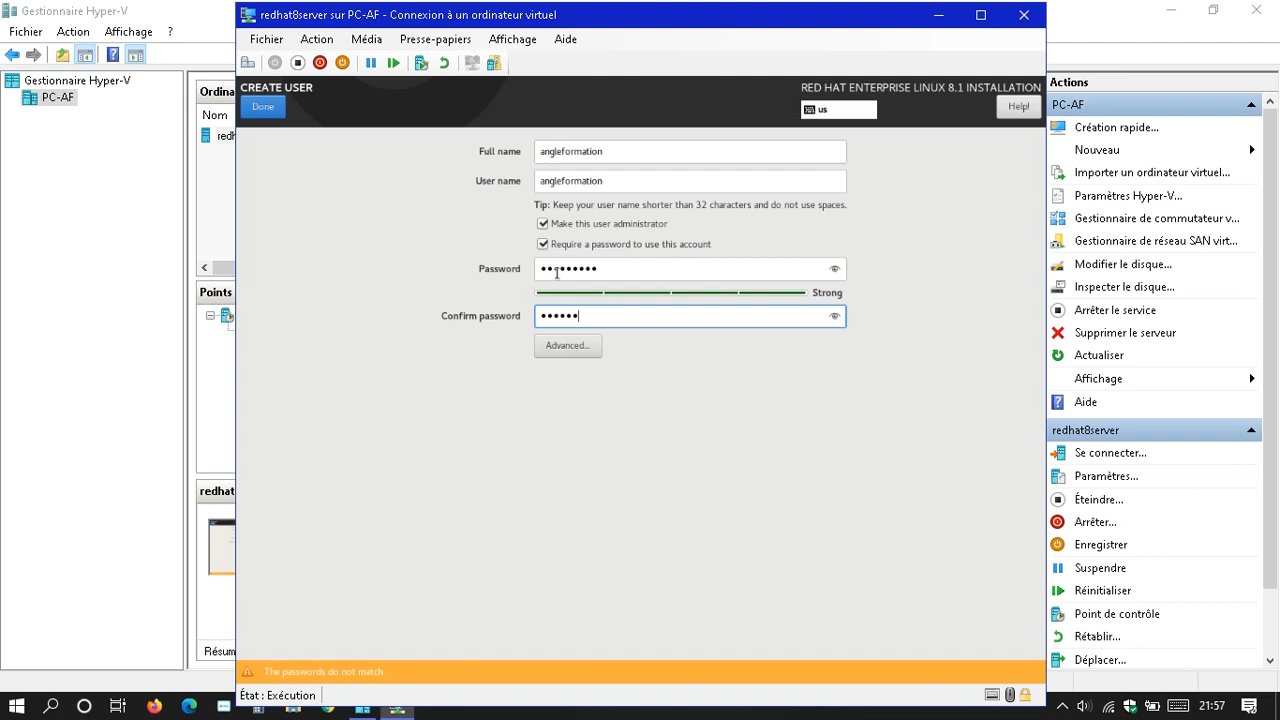 Gestionnaire Hyper-V
Fichier Action Affichage ?
Gestionnaire Hyper-V
PC-AF
Ordina
Nom
redh
Points
redhat
Résum
redhat8server sur PC-AF - Connexion à un ordinateur virtuel
Fichier Action Média Presse-papiers Affichage Aide
CREATE USER
RED HAT ENTERPRISE LINUX 8.1 INSTALLATION
Done
us
Help!
Full name angleformation
User name angleformation
Tip: Keep your user name shorter than 32 characters and do not use spaces.
Make this user administrator
Require a password to use this account
Password •••••••••
Strong
Confirm password ••••••
Advanced...
The passwords do not match.
État : Exécution
Actions
PC-AF
Création rapide...
Nouveau
Importer un ordinateur virtuel...
Paramètres Hyper-V...
Gestionnaire de commutateur v...
Gestionnaire de réseau SAN virt...
Modifier le disque...
Inspecter le disque...
Arrêter le service
Supprimer le serveur
Actualiser
Affichage
Aide
redhat8server
Se connecter...
Paramètres...
Éteindre...
Arrêter...
Enregistrer
Suspendre
Réinitialiser
Point de contrôle
Rétablir...
Déplacer...
21:57